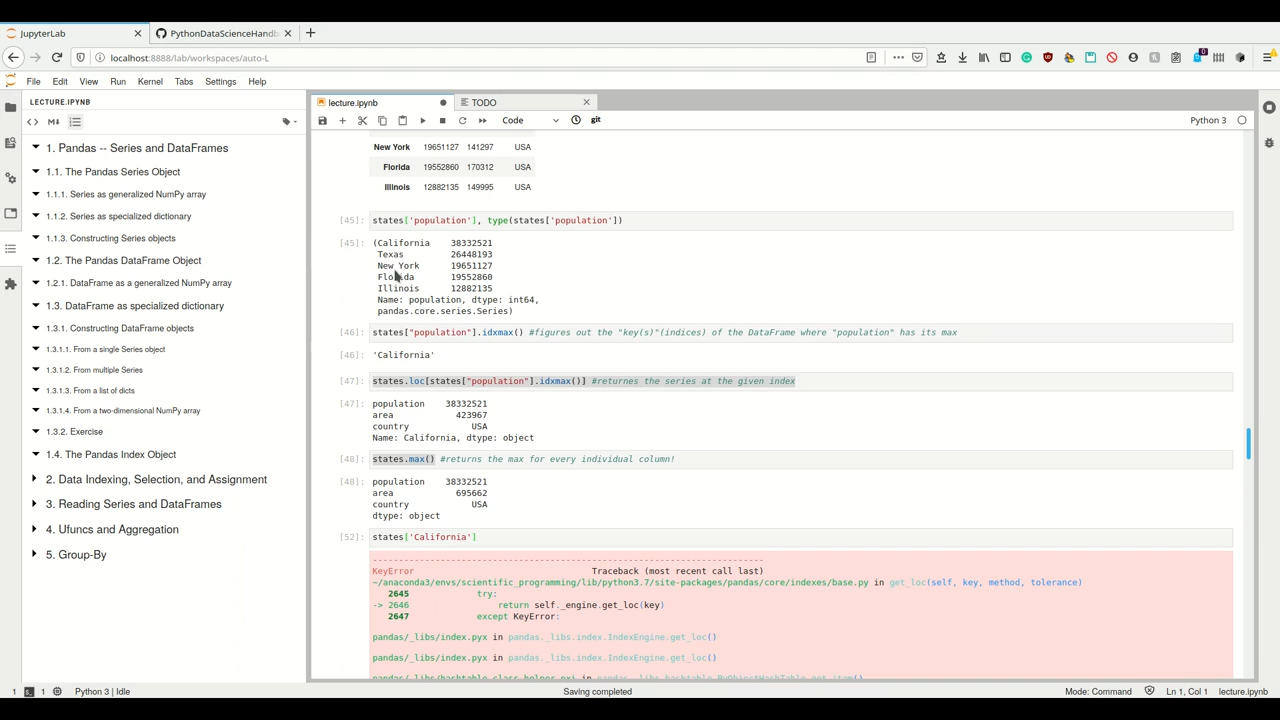 JupyterLab
PythonDataScienceHandb
localhost:8888/lab/workspaces/auto-L
File Edit View Run Kernel Tabs Settings Help
LECTURE.IPYNB
1. Pandas -- Series and DataFrames
1.1. The Pandas Series Object
1.1.1. Series as generalized NumPy array
1.1.2. Series as specialized dictionary
1.1.3. Constructing Series objects
1.2. The Pandas DataFrame Object
1.2.1. DataFrame as a generalized NumPy array
1.3. DataFrame as specialized dictionary
1.3.1. Constructing DataFrame objects
1.3.1.1. From a single Series object
1.3.1.2. From multiple Series
1.3.1.3. From a list of dicts
1.3.1.4. From a two-dimensional NumPy array
1.3.2. Exercise
1.4. The Pandas Index Object
2. Data Indexing, Selection, and Assignment
3. Reading Series and DataFrames
4. Ufuncs and Aggregation
5. Group-By
lecture.ipynb
TODO
Code
git
Python 3
New York 19651127 141297 USA
Florida 19552860 170312 USA
Illinois 12882135 149995 USA
[45]: states['population'], type(states['population'])
[45]: (California 38332521
Texas 26448193
New York 19651127
Florida 19552860
Illinois 12882135
Name: population, dtype: int64,
pandas.core.series.Series)
[46]: states["population"].idxmax() #figures out the "key(s)"(indices) of the DataFrame where "population" has its max
[46]: 'California'
[47]: states.loc[states["population"].idxmax()] #returnes the series at the given index
[47]: population 38332521
area 423967
country USA
Name: California, dtype: object
[48]: states.max() #returns the max for every individual column!
[48]: population 38332521
area 695662
country USA
dtype: object
[52]: states['California']
---------------------------------------------------------------------------
KeyError Traceback (most recent call last)
~/anaconda3/envs/scientific_programming/lib/python3.7/site-packages/pandas/core/indexes/base.py in get_loc(self, key, method, tolerance)
2645 try:
-> 2646 return self._engine.get_loc(key)
2647 except KeyError:
pandas/_libs/index.pyx in pandas._libs.index.IndexEngine.get_loc()
pandas/_libs/index.pyx in pandas._libs.index.IndexEngine.get_loc()
pandas/_libs/hashtable_class_helper.pxi in pandas._libs.hashtable.PyObjectHashTable.get_item()
1 1 Python 3 | Idle
Saving completed
Mode: Command
Ln 1, Col 1
lecture.ipynb